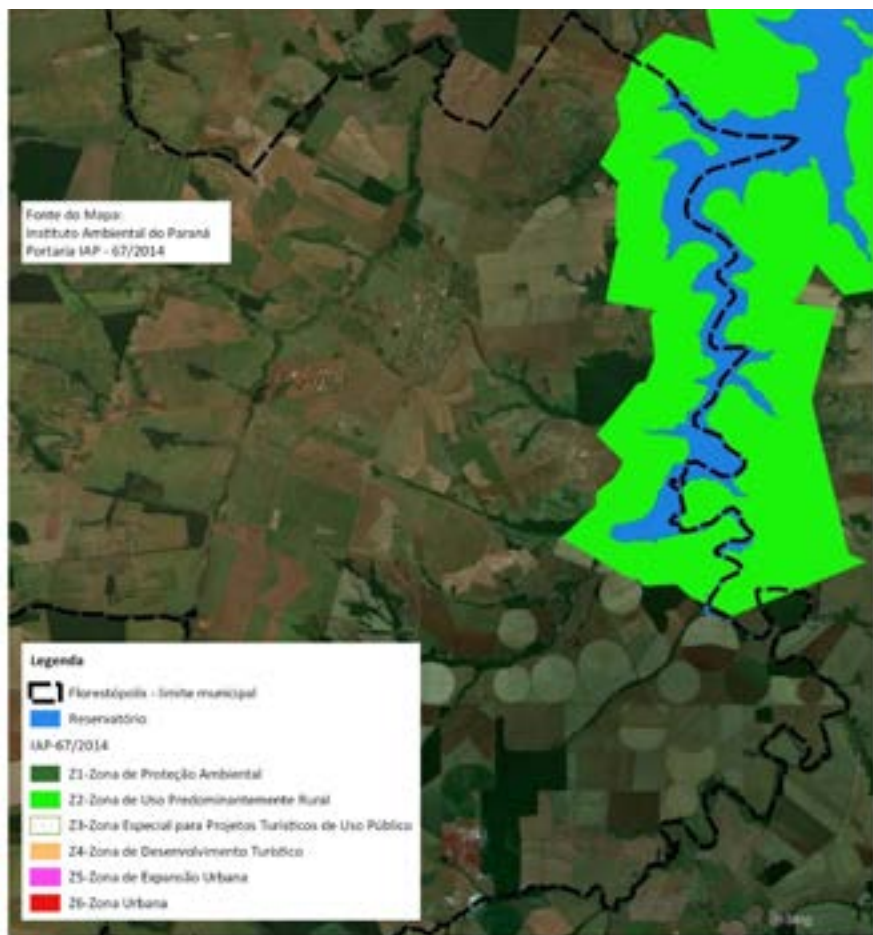 Fonte do Mapa:
Instituto Ambiental do Paraná
Portaria IAP - 67/2014
Legenda
Florestópolis - limite municipal
Reservatório
IAP-67/2014
Z1-Zona de Proteção Ambiental
Z2-Zona de Uso Predominantemente Rural
Z3-Zona Especial para Projetos Turísticos de Uso Público
Z4-Zona de Desenvolvimento Turístico
Z5-Zona de Expansão Urbana
Z6-Zona Urbana